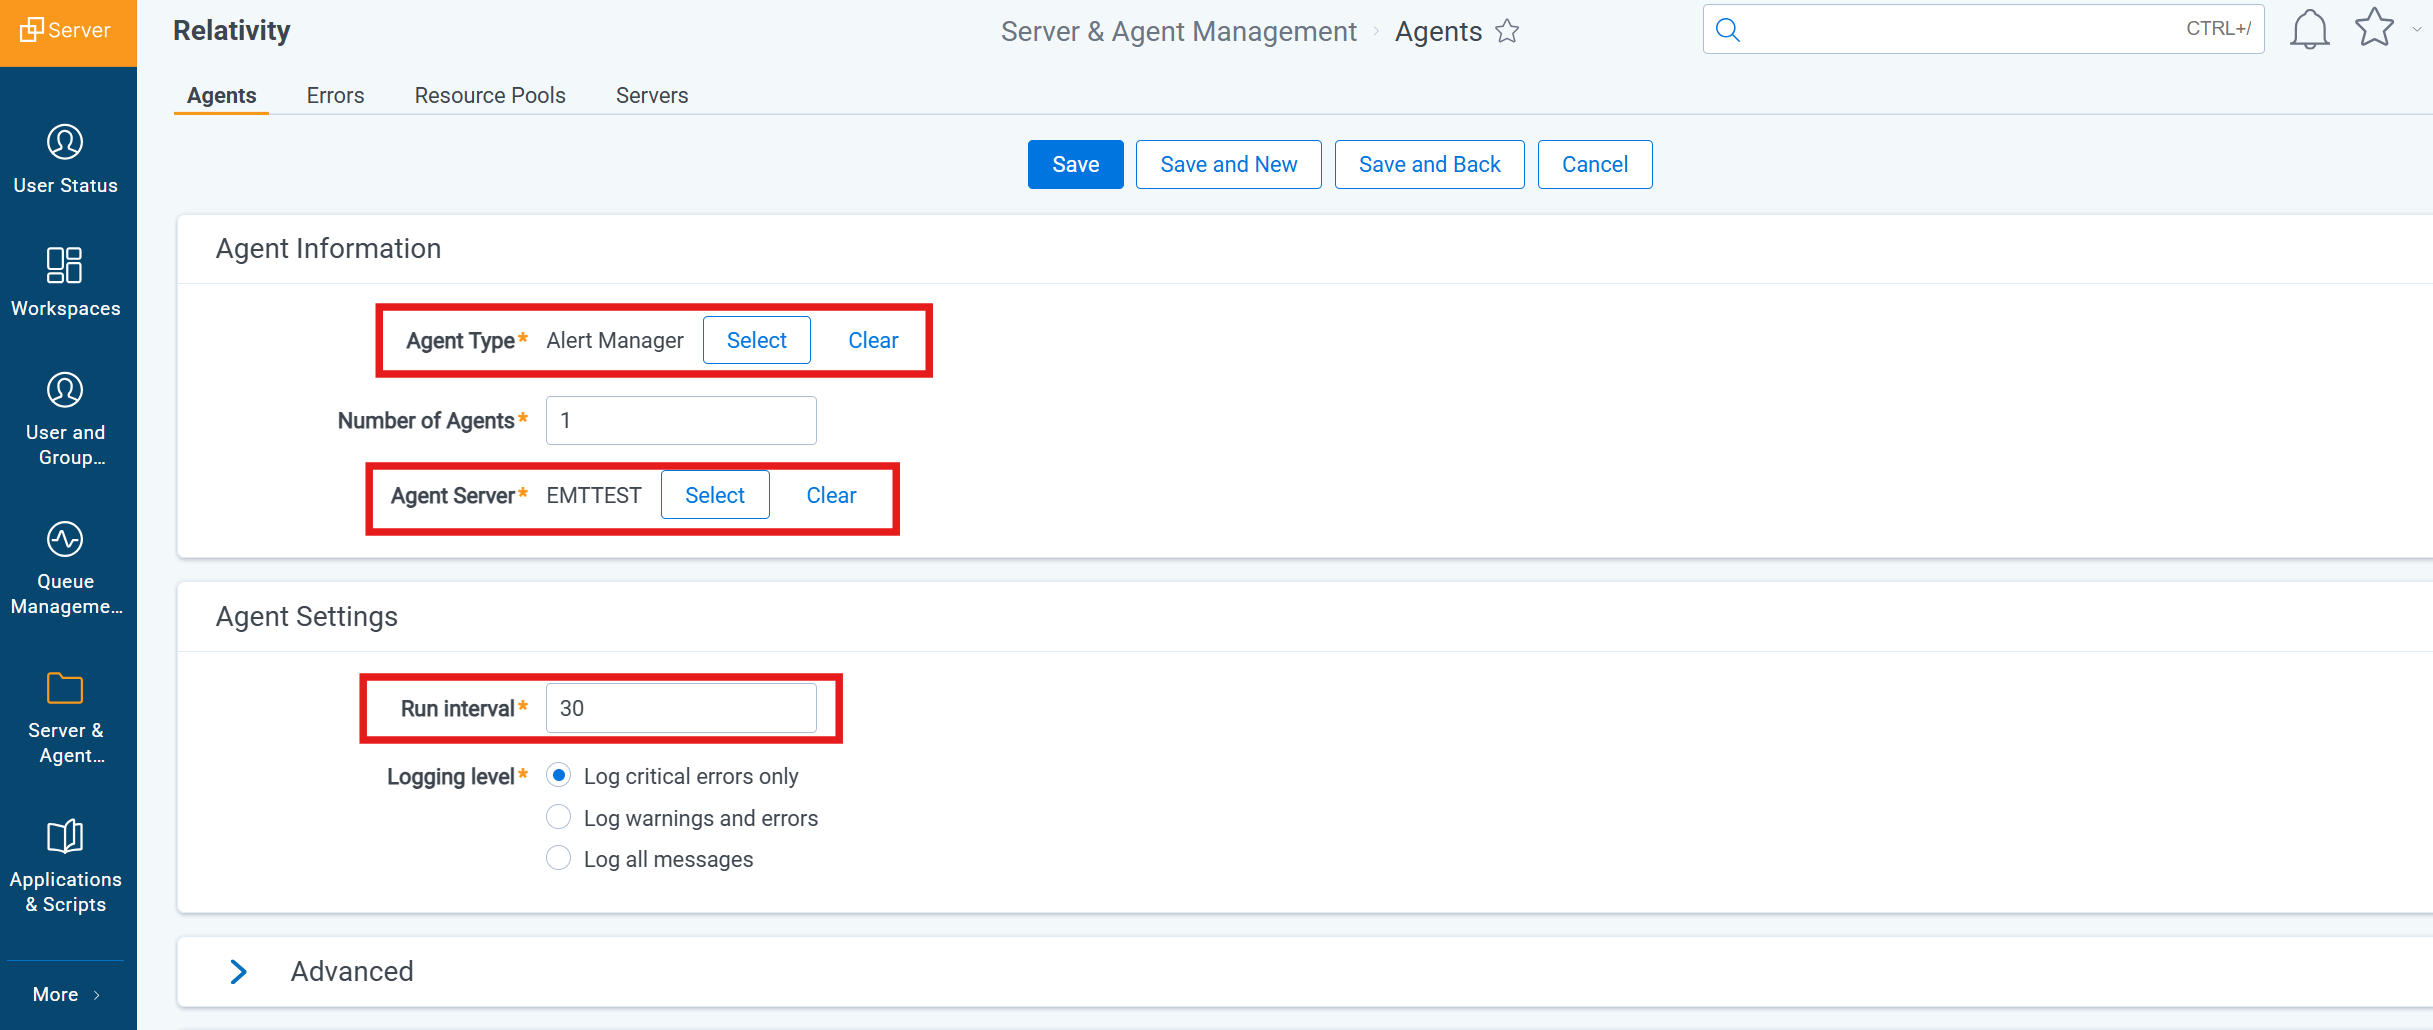 Server
Relativity
Server & Agent Management
Agents
CTRL+/
Agents
Errors
Resource Pools
Servers
Save
Save and New
Save and Back
Cancel
User Status
Workspaces
User and
Group...
Queue
Manageme...
Server &
Agent...
Applications
& Scripts
More
Agent Information
Agent Type* Alert Manager Select Clear
Number of Agents* 1
Agent Server* EMTTEST Select Clear
Agent Settings
Run interval* 30
Logging level* Log critical errors only
Log warnings and errors
Log all messages
Advanced